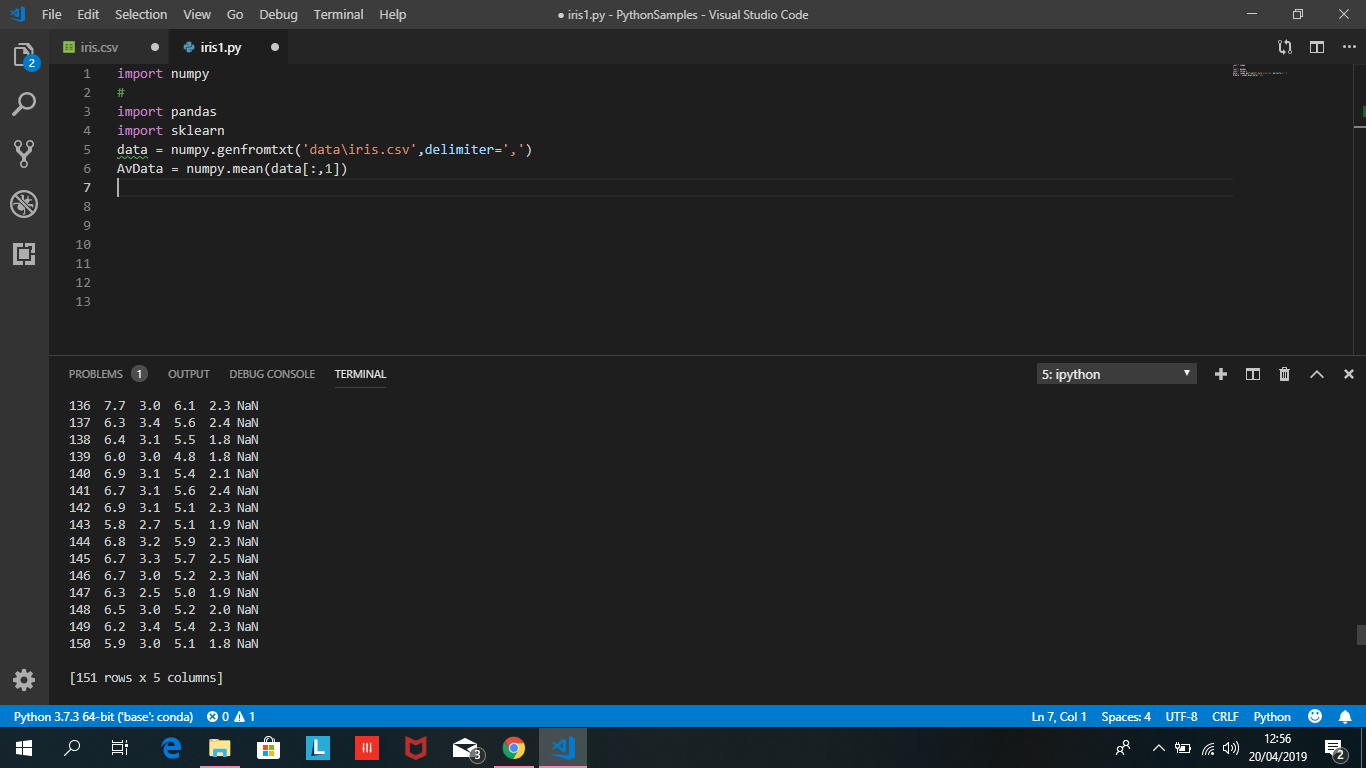 File Edit Selection View Go Debug Terminal Help ● iris1.py - PythonSamples - Visual Studio Code
iris.csv ● iris1.py ●
2
1 import numpy
2 #
3 import pandas
4 import sklearn
5 data = numpy.genfromtxt('data\iris.csv',delimiter=',')
6 AvData = numpy.mean(data[:,1])
7
8
9
10
11
12
13
PROBLEMS 1 OUTPUT DEBUG CONSOLE TERMINAL 5: ipython
136 7.7 3.0 6.1 2.3 NaN
137 6.3 3.4 5.6 2.4 NaN
138 6.4 3.1 5.5 1.8 NaN
139 6.0 3.0 4.8 1.8 NaN
140 6.9 3.1 5.4 2.1 NaN
141 6.7 3.1 5.6 2.4 NaN
142 6.9 3.1 5.1 2.3 NaN
143 5.8 2.7 5.1 1.9 NaN
144 6.8 3.2 5.9 2.3 NaN
145 6.7 3.3 5.7 2.5 NaN
146 6.7 3.0 5.2 2.3 NaN
147 6.3 2.5 5.0 1.9 NaN
148 6.5 3.0 5.2 2.0 NaN
149 6.2 3.4 5.4 2.3 NaN
150 5.9 3.0 5.1 1.8 NaN
[151 rows x 5 columns]
Python 3.7.3 64-bit ('base': conda) 0 1 Ln 7, Col 1 Spaces: 4 UTF-8 CRLF Python
L 3 12:56
20/04/2019 2